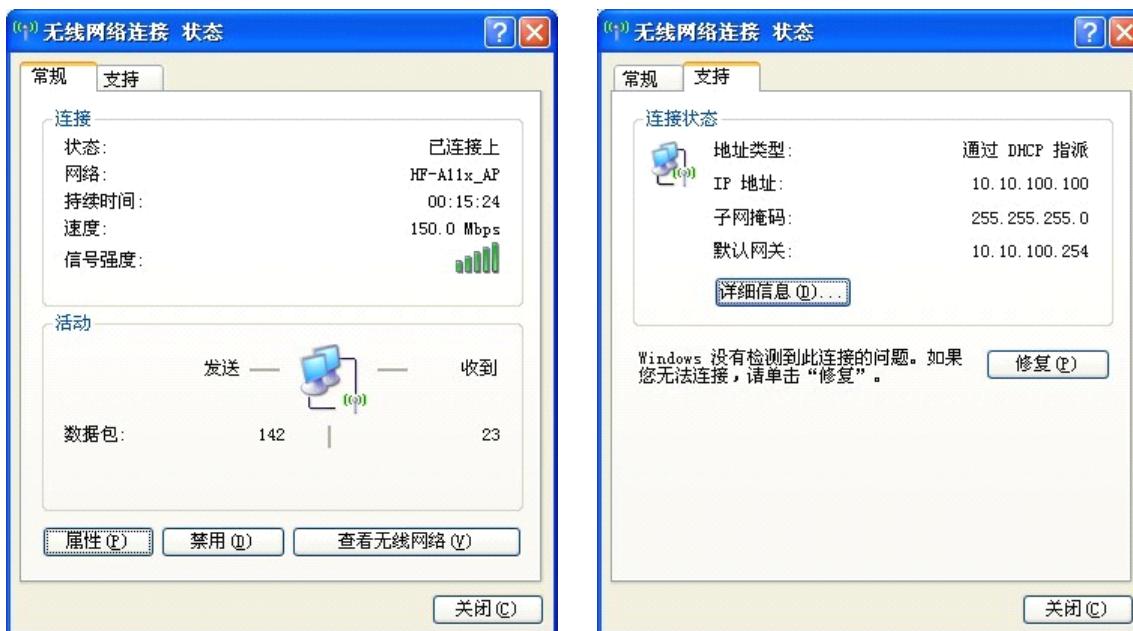 无线网络连接 状态
常规
支持
连接
状态:
已连接上
网络:
HF-A11x_AP
持续时间:
00:15:24
速度:
150.0 Mbps
信号强度:
活动
发送
收到
数据包:
142
23
属性(P)
禁用(D)
查看无线网络(V)
关闭(C)
无线网络连接 状态
常规
支持
连接状态
地址类型:
通过 DHCP 指派
IP 地址:
10.10.100.100
子网掩码:
255.255.255.0
默认网关:
10.10.100.254
详细信息(D)...
Windows 没有检测到此连接的问题。如果
您无法连接，请单击“修复”。
修复(P)
关闭(C)